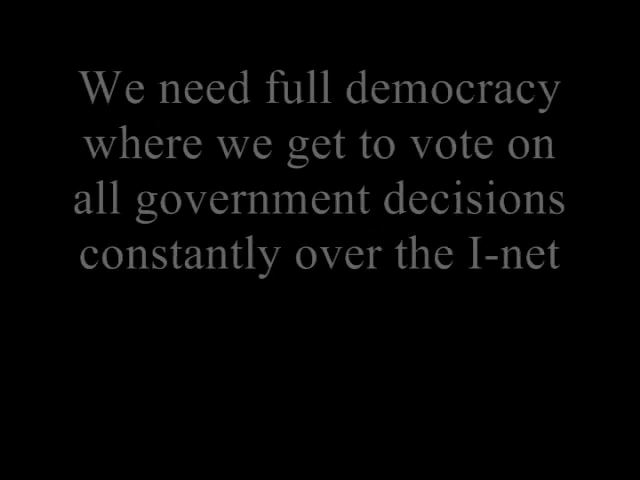 We need full democracy
where we get to vote on
all government decisions
constantly over the I-net